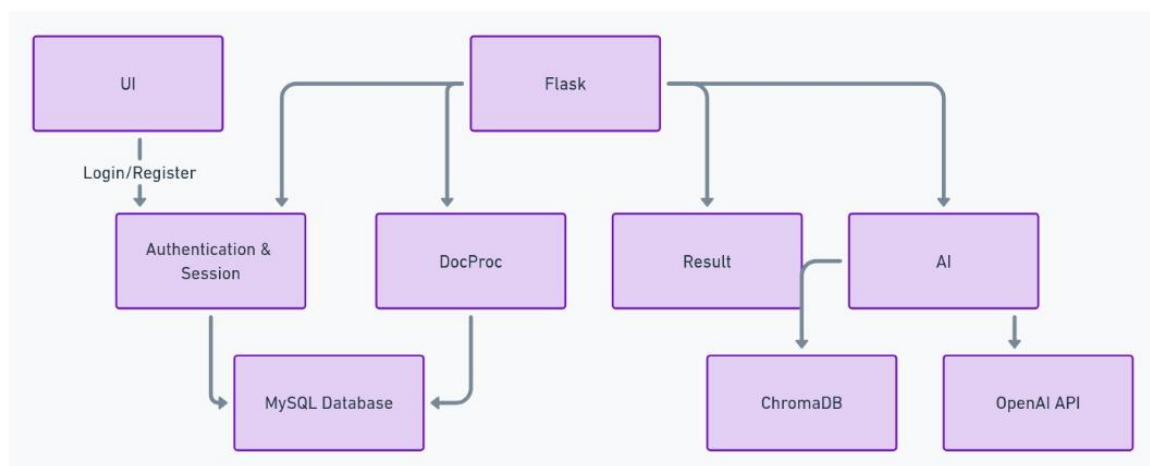 UI
Flask
Login/Register
Authentication &
Session
DocProc
Result
AI
MySQL Database
ChromaDB
OpenAI API